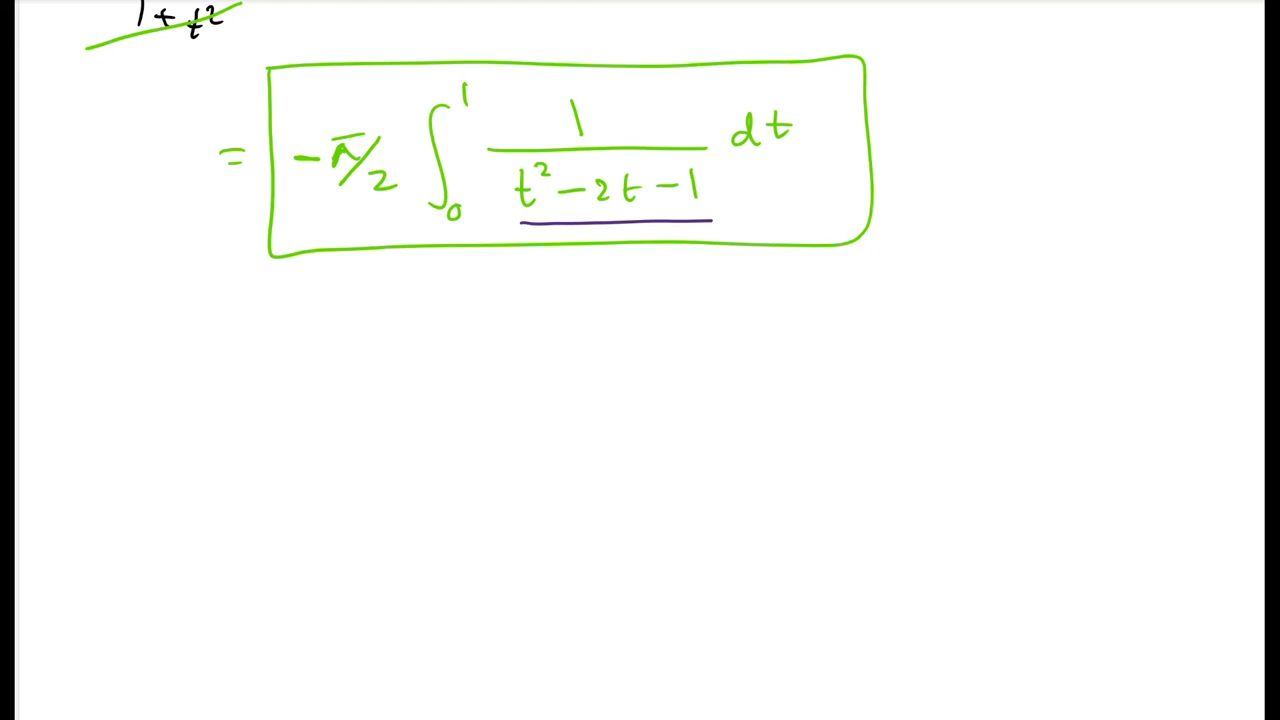 1 + t²
= -π/2 ∫₀¹ 1/(t² - 2t - 1) dt